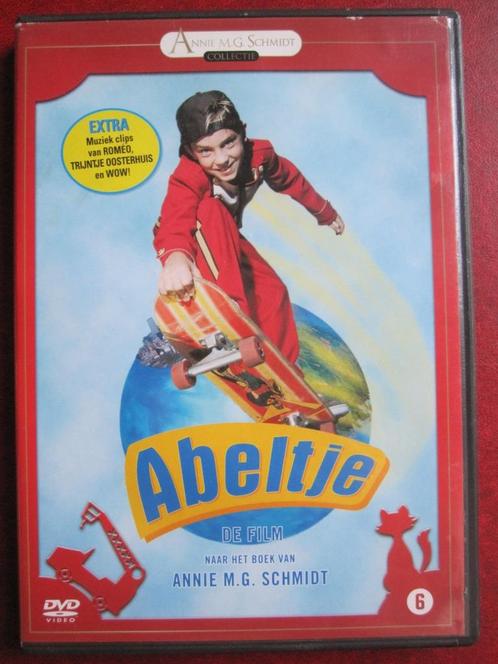 ANNIE M.G. SCHMIDT
COLLECTIE
EXTRA
Muziek clips
van ROMEO,
TRIJNTJE OOSTERHUIS
en WOW!
Abeltje
DE FILM
NAAR HET BOEK VAN
ANNIE M.G. SCHMIDT
DVD
VIDEO
6